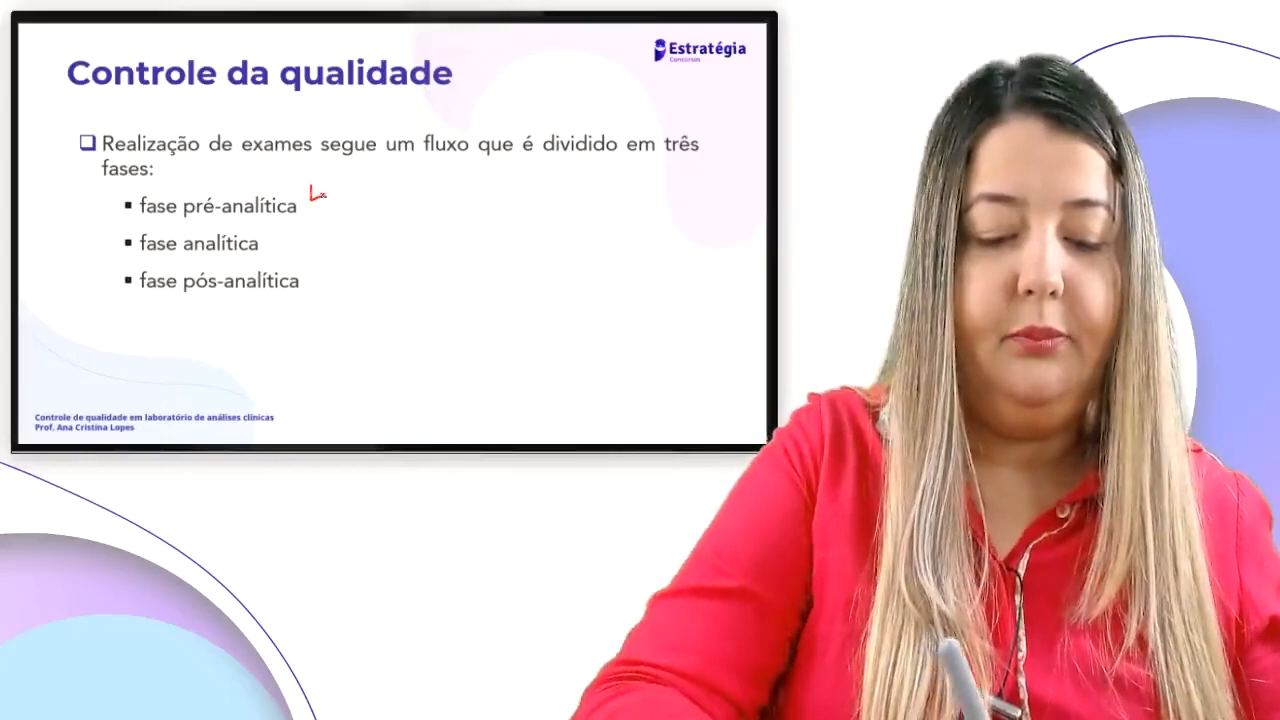 Controle da qualidade
Estratégia
Concursos
❑ Realização de exames segue um fluxo que é dividido em três
fases:
▪ fase pré-analítica
▪ fase analítica
▪ fase pós-analítica
Controle de qualidade em laboratório de análises clínicas
Prof. Ana Cristina Lopes